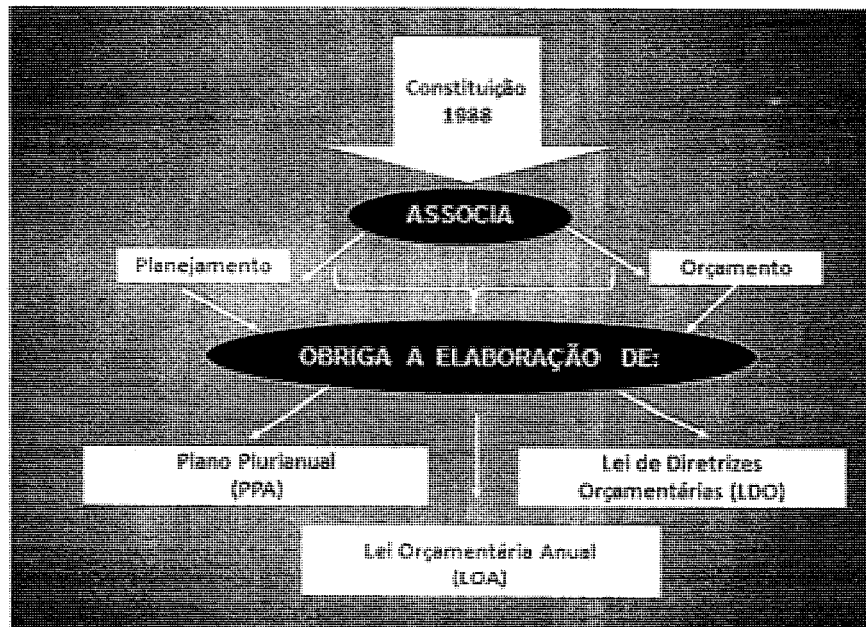 Constituição
1988
ASSOCIA
Planejamento
Orçamento
OBRIGA A ELABORAÇÃO DE:
Plano Plurianual
(PPA)
Lei de Diretrizes
Orçamentárias (LDO)
Lei Orçamentária Anual
(LOA)